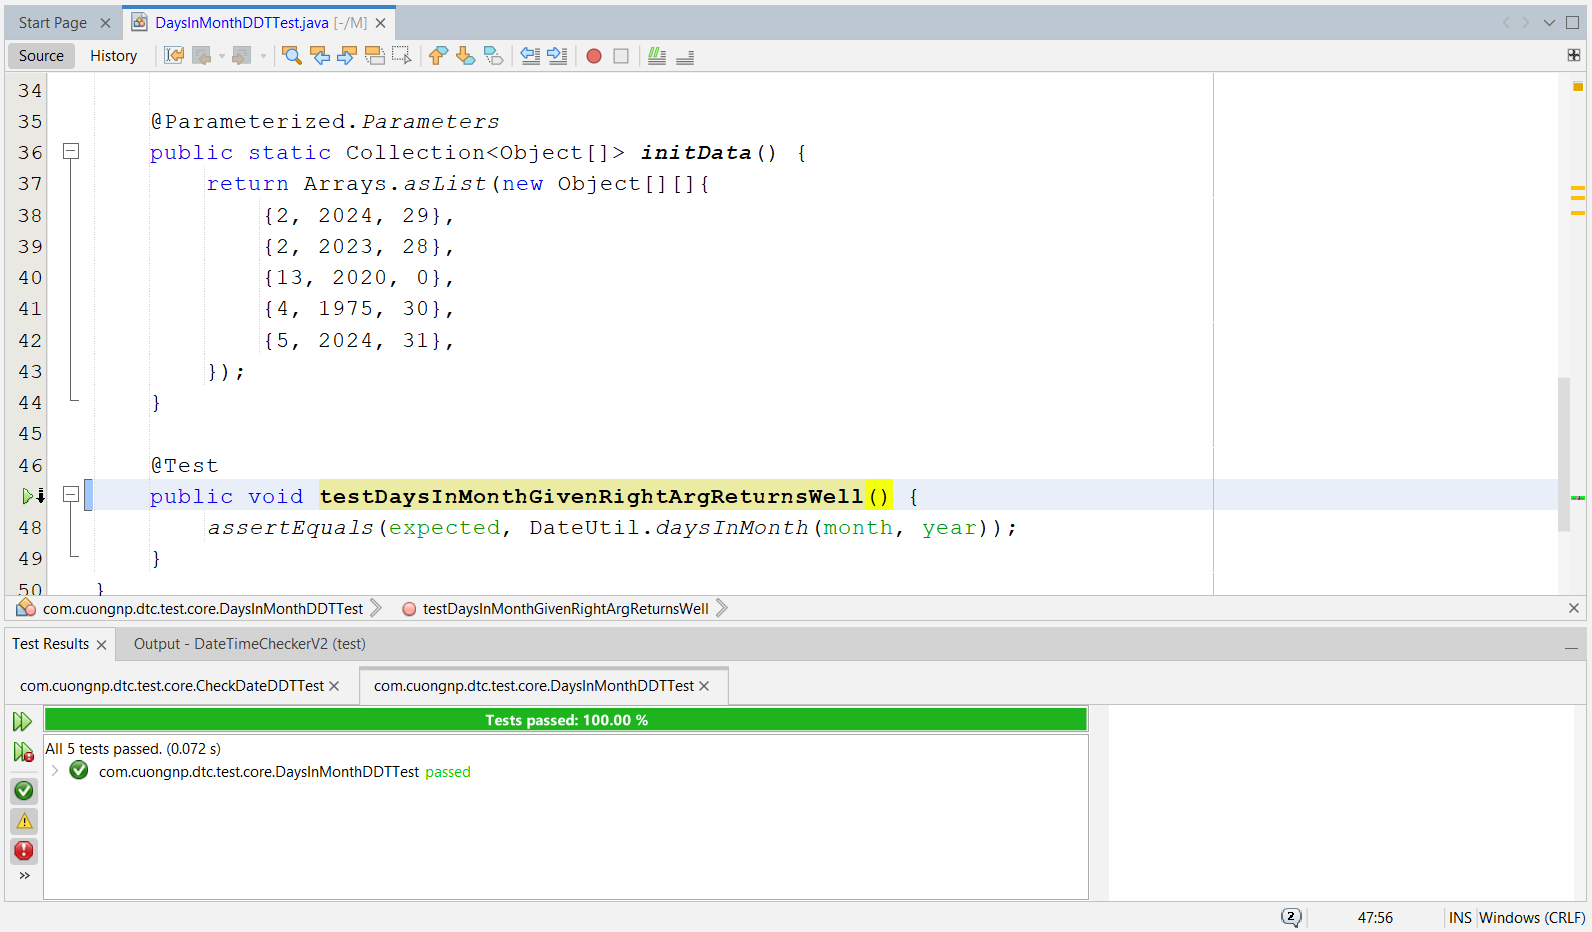 Start Page
DaysInMonthDDTTest.java [-/M]
Source History
34
35 @Parameterized.Parameters
36 public static Collection<Object[]> initData() {
37 return Arrays.asList(new Object[][]{
38 {2, 2024, 29},
39 {2, 2023, 28},
40 {13, 2020, 0},
41 {4, 1975, 30},
42 {5, 2024, 31},
43 });
44 }
45
46 @Test
public void testDaysInMonthGivenRightArgReturnsWell() {
48 assertEquals(expected, DateUtil.daysInMonth(month, year));
49 }
50 }
com.cuongnp.dtc.test.core.DaysInMonthDDTTest testDaysInMonthGivenRightArgReturnsWell
Test Results Output - DateTimeCheckerV2 (test)
com.cuongnp.dtc.test.core.CheckDateDDTTest com.cuongnp.dtc.test.core.DaysInMonthDDTTest
Tests passed: 100.00 %
All 5 tests passed. (0.072 s)
com.cuongnp.dtc.test.core.DaysInMonthDDTTest passed
2 47:56 INS Windows (CRLF)